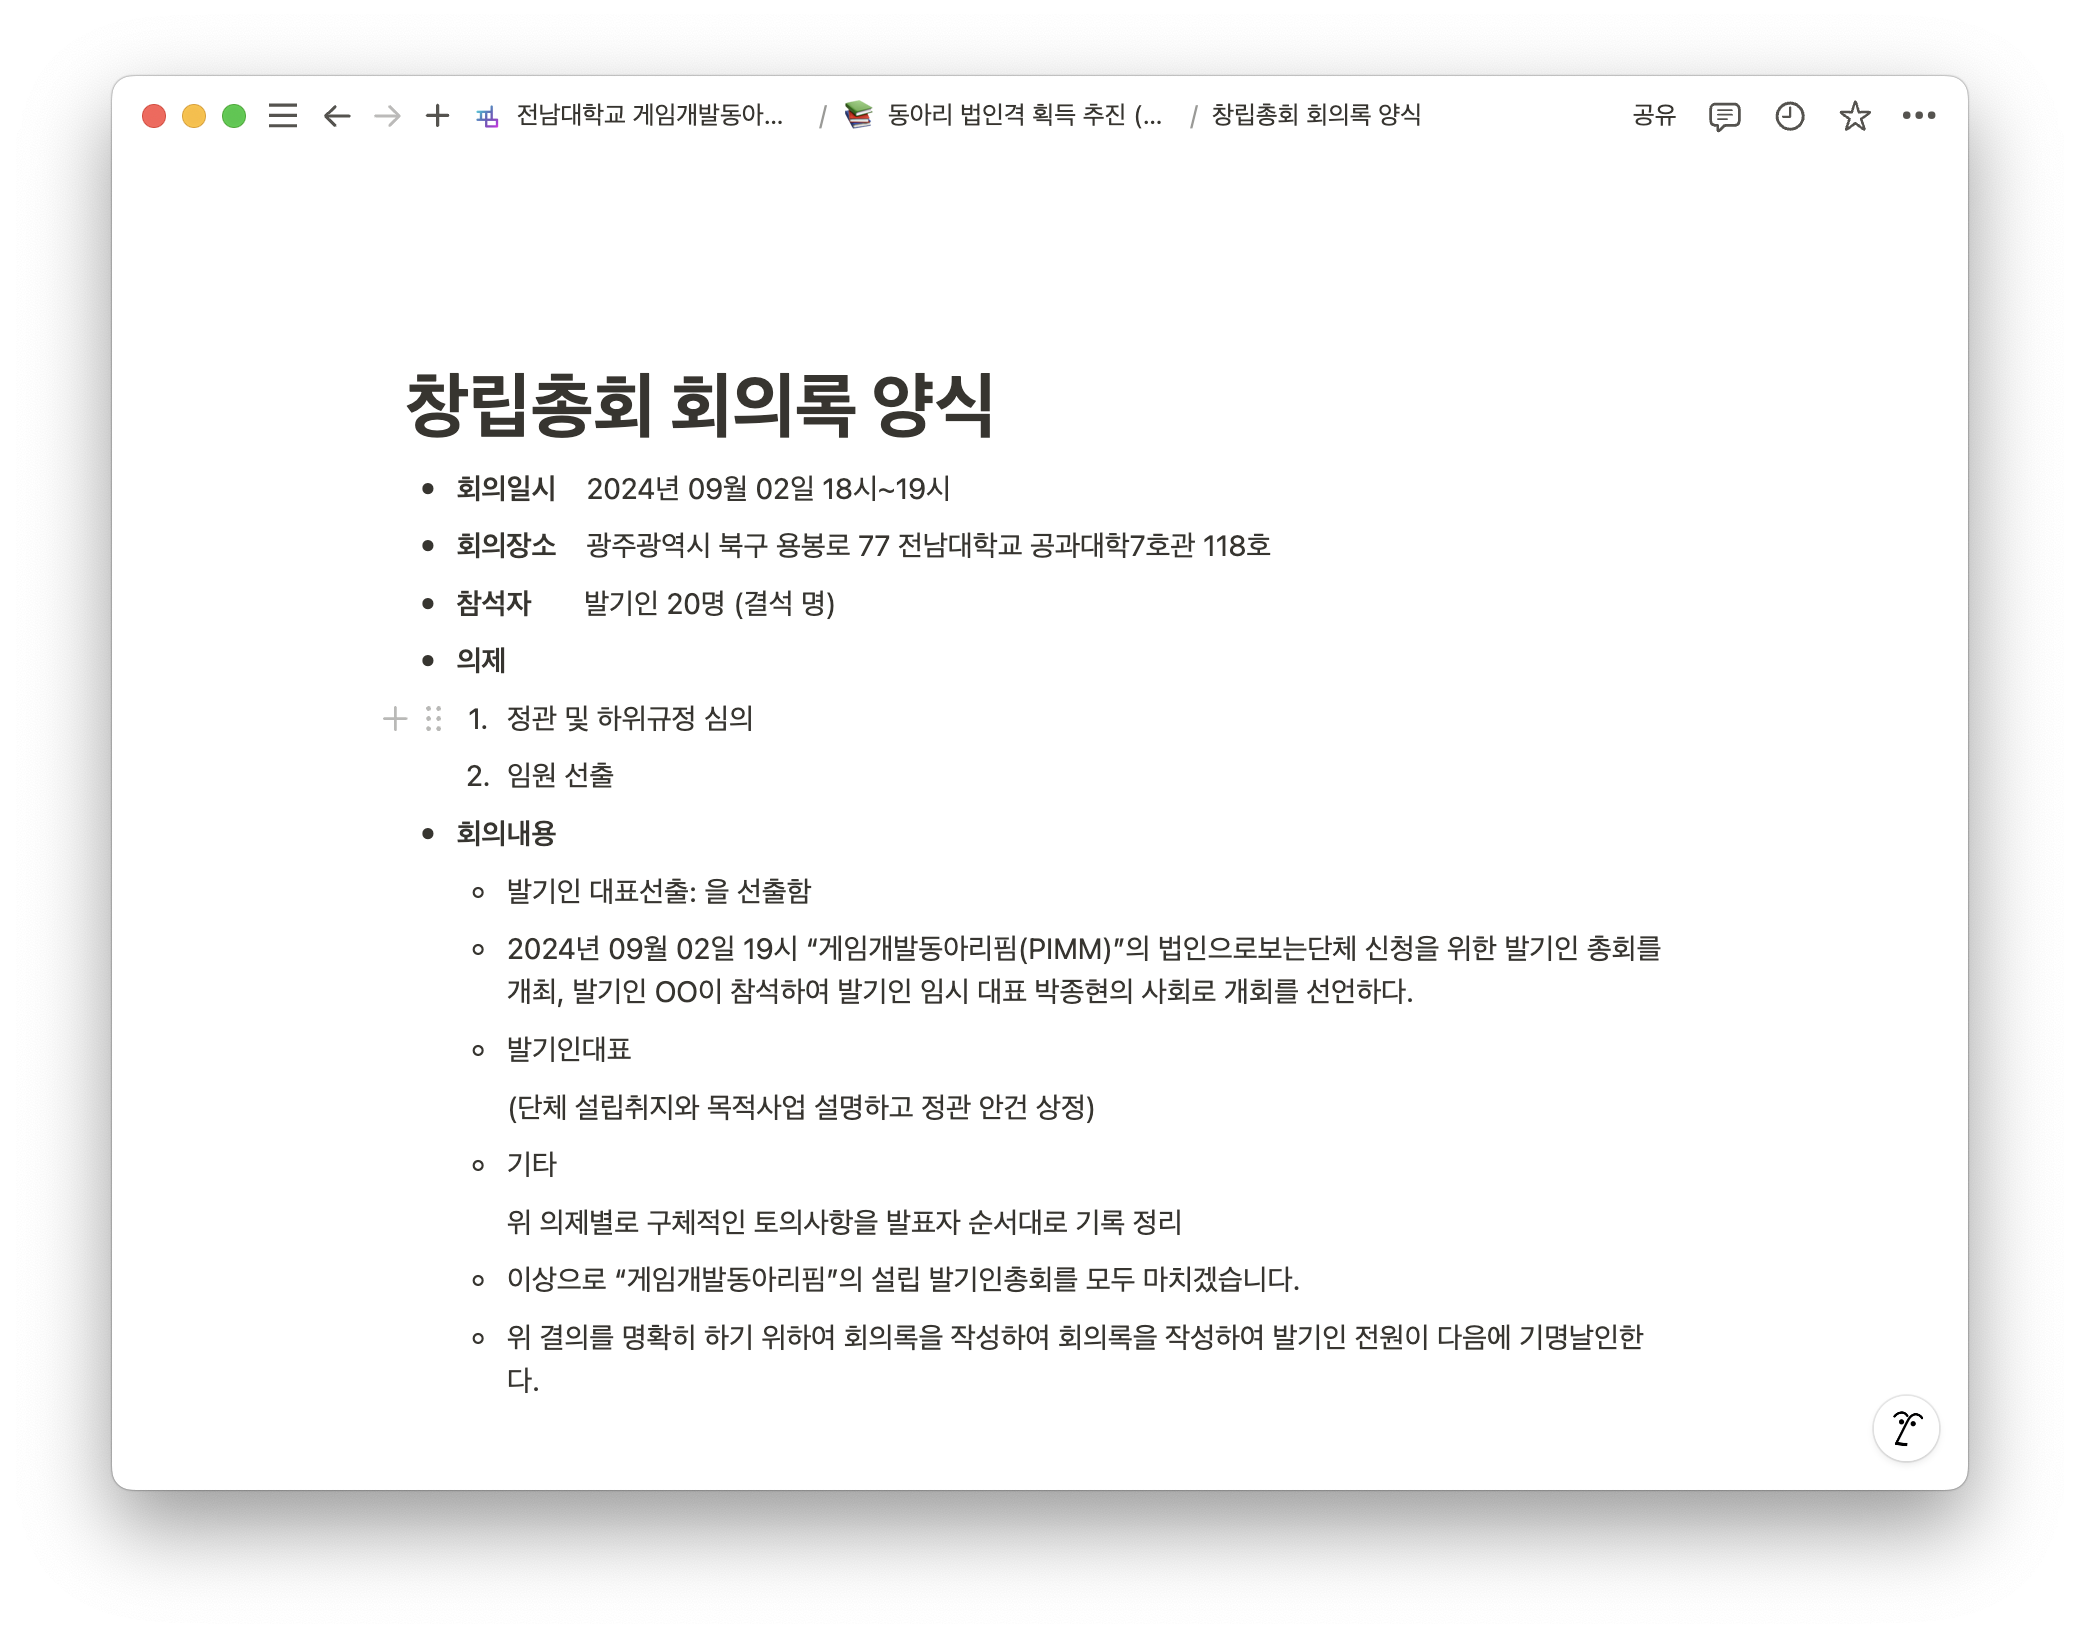 전남대학교 게임개발동아... / 동아리 법인격 획득 추진 (... / 창립총회 회의록 양식 공유
창립총회 회의록 양식
• 회의일시 2024년 09월 02일 18시~19시
• 회의장소 광주광역시 북구 용봉로 77 전남대학교 공과대학7호관 118호
• 참석자 발기인 20명 (결석 명)
• 의제
1. 정관 및 하위규정 심의
2. 임원 선출
• 회의내용
◦ 발기인 대표선출: 을 선출함
◦ 2024년 09월 02일 19시 “게임개발동아리핌(PIMM)”의 법인으로보는단체 신청을 위한 발기인 총회를
개최, 발기인 OO이 참석하여 발기인 임시 대표 박종현의 사회로 개회를 선언하다.
◦ 발기인대표
(단체 설립취지와 목적사업 설명하고 정관 안건 상정)
◦ 기타
위 의제별로 구체적인 토의사항을 발표자 순서대로 기록 정리
◦ 이상으로 “게임개발동아리핌”의 설립 발기인총회를 모두 마치겠습니다.
◦ 위 결의를 명확히 하기 위하여 회의록을 작성하여 회의록을 작성하여 발기인 전원이 다음에 기명날인한
다.